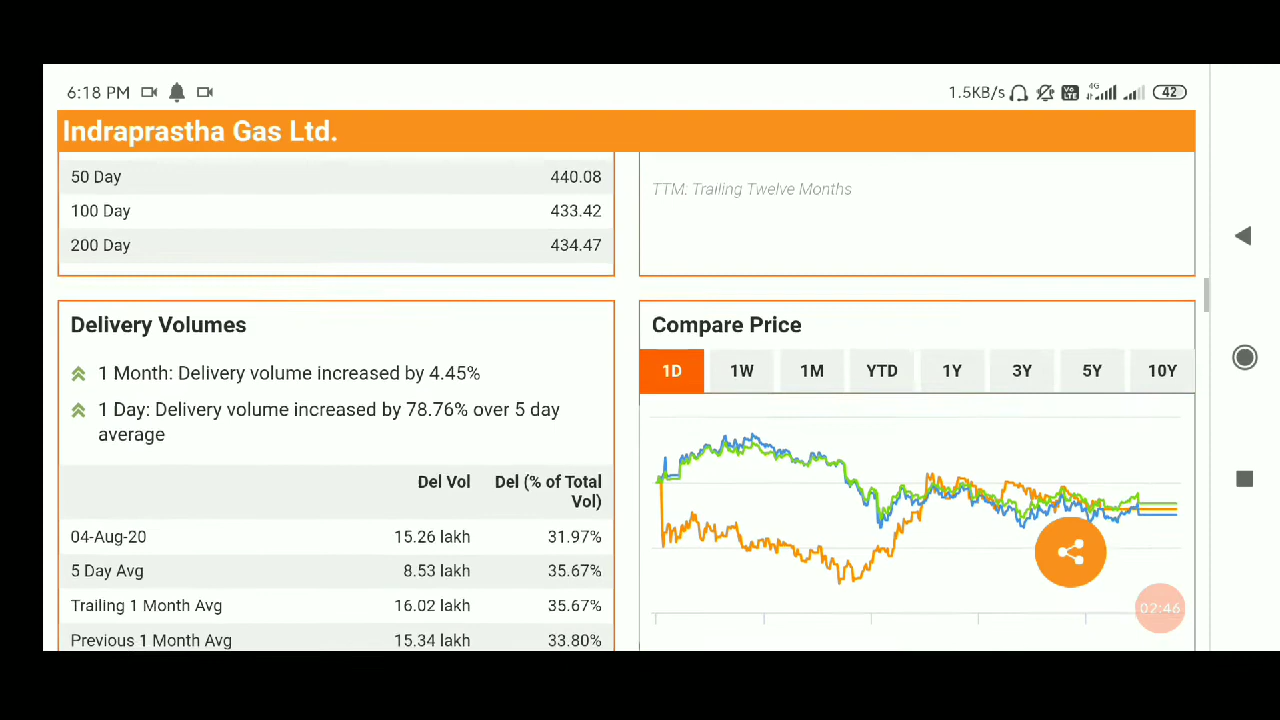 6:18 PM
1.5KB/s
4G
Vo
LTE
42
Indraprastha Gas Ltd.
50 Day 440.08
100 Day 433.42
200 Day 434.47
TTM: Trailing Twelve Months
Delivery Volumes
1 Month: Delivery volume increased by 4.45%
1 Day: Delivery volume increased by 78.76% over 5 day
average
Del Vol Del (% of Total
Vol)
04-Aug-20 15.26 lakh 31.97%
5 Day Avg 8.53 lakh 35.67%
Trailing 1 Month Avg 16.02 lakh 35.67%
Previous 1 Month Avg 15.34 lakh 33.80%
Compare Price
1D 1W 1M YTD 1Y 3Y 5Y 10Y
02:46